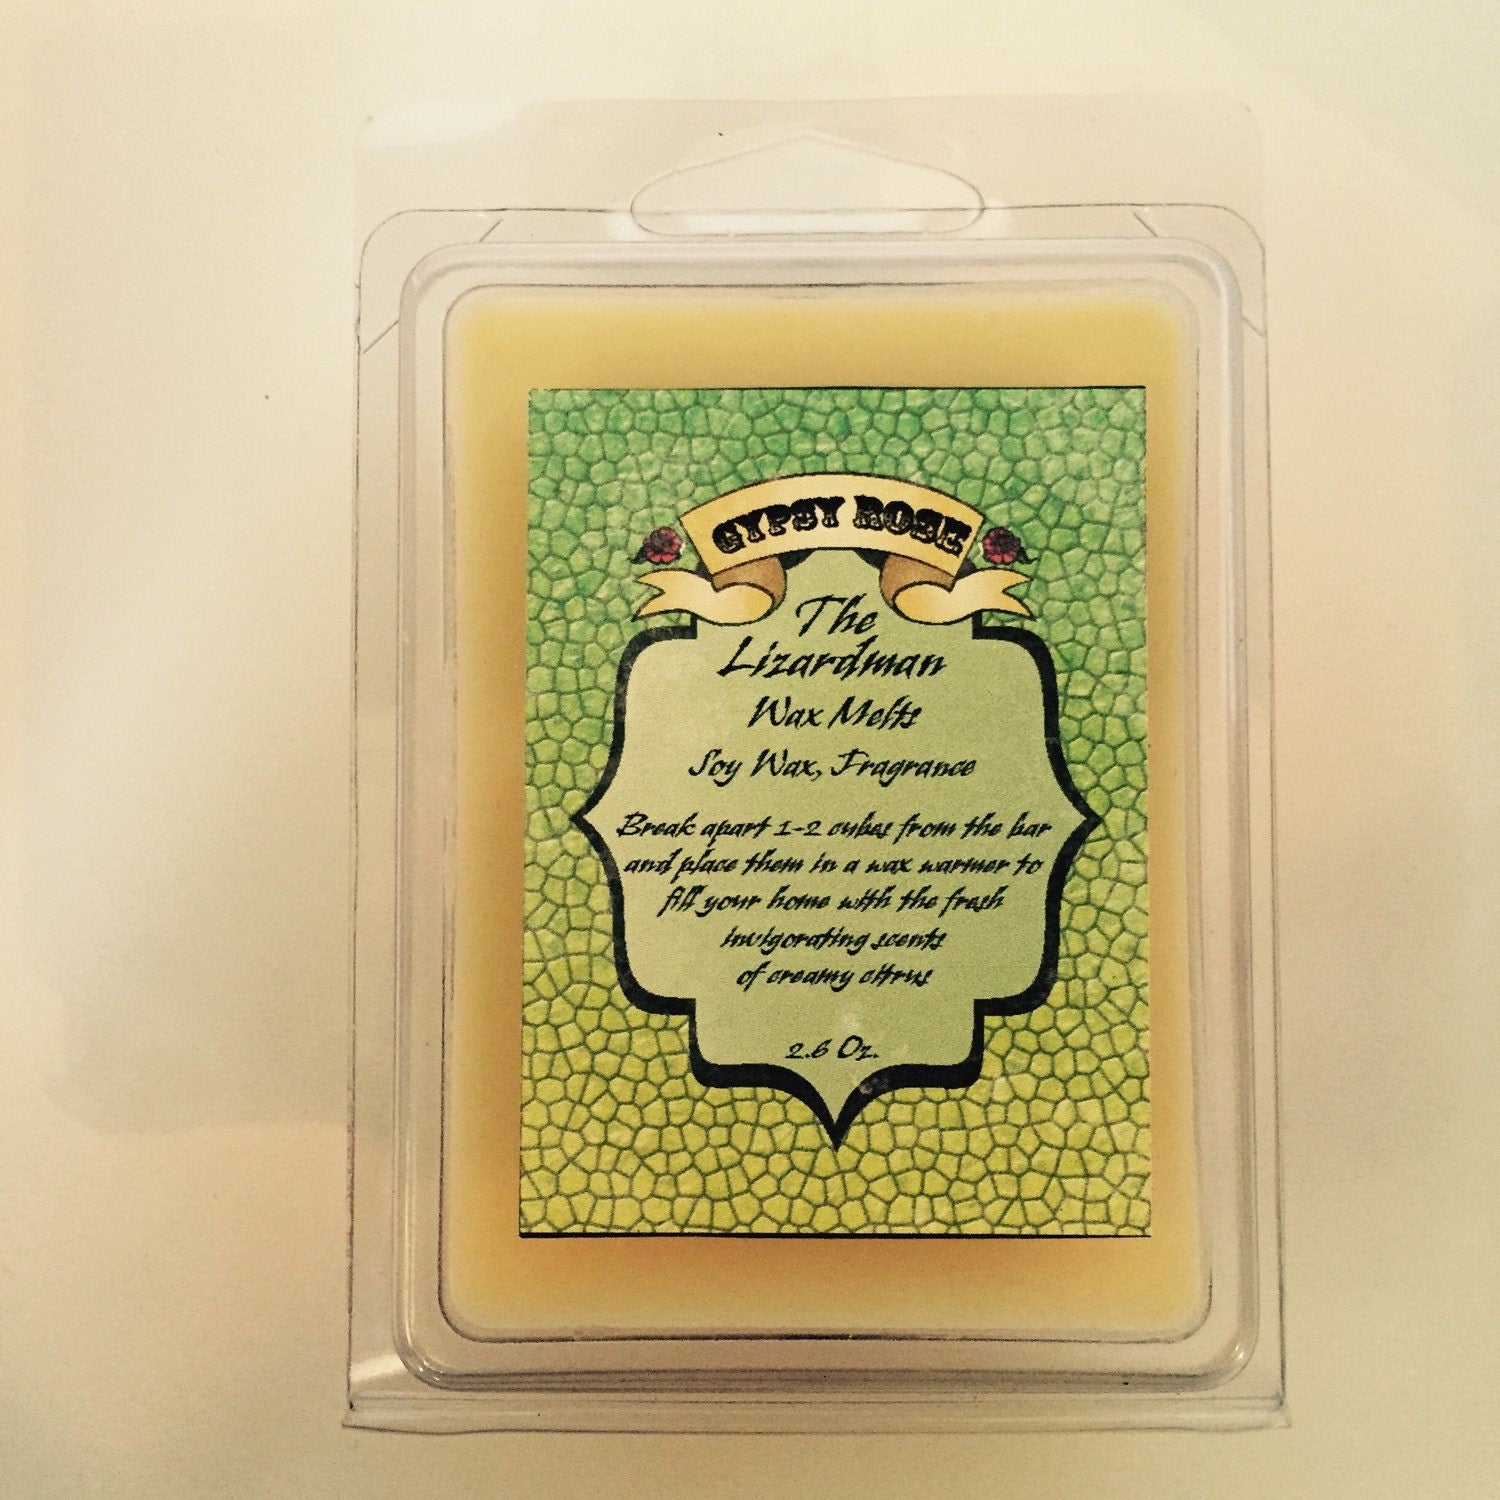 GYPSY ROSE
The
Lizardman
Wax Melts
Soy Wax, Fragrance
Break apart 1-2 cubes from the bar
and place them in a wax warmer to
fill your home with the fresh
invigorating scents
of creamy citrus
2.6 Oz.